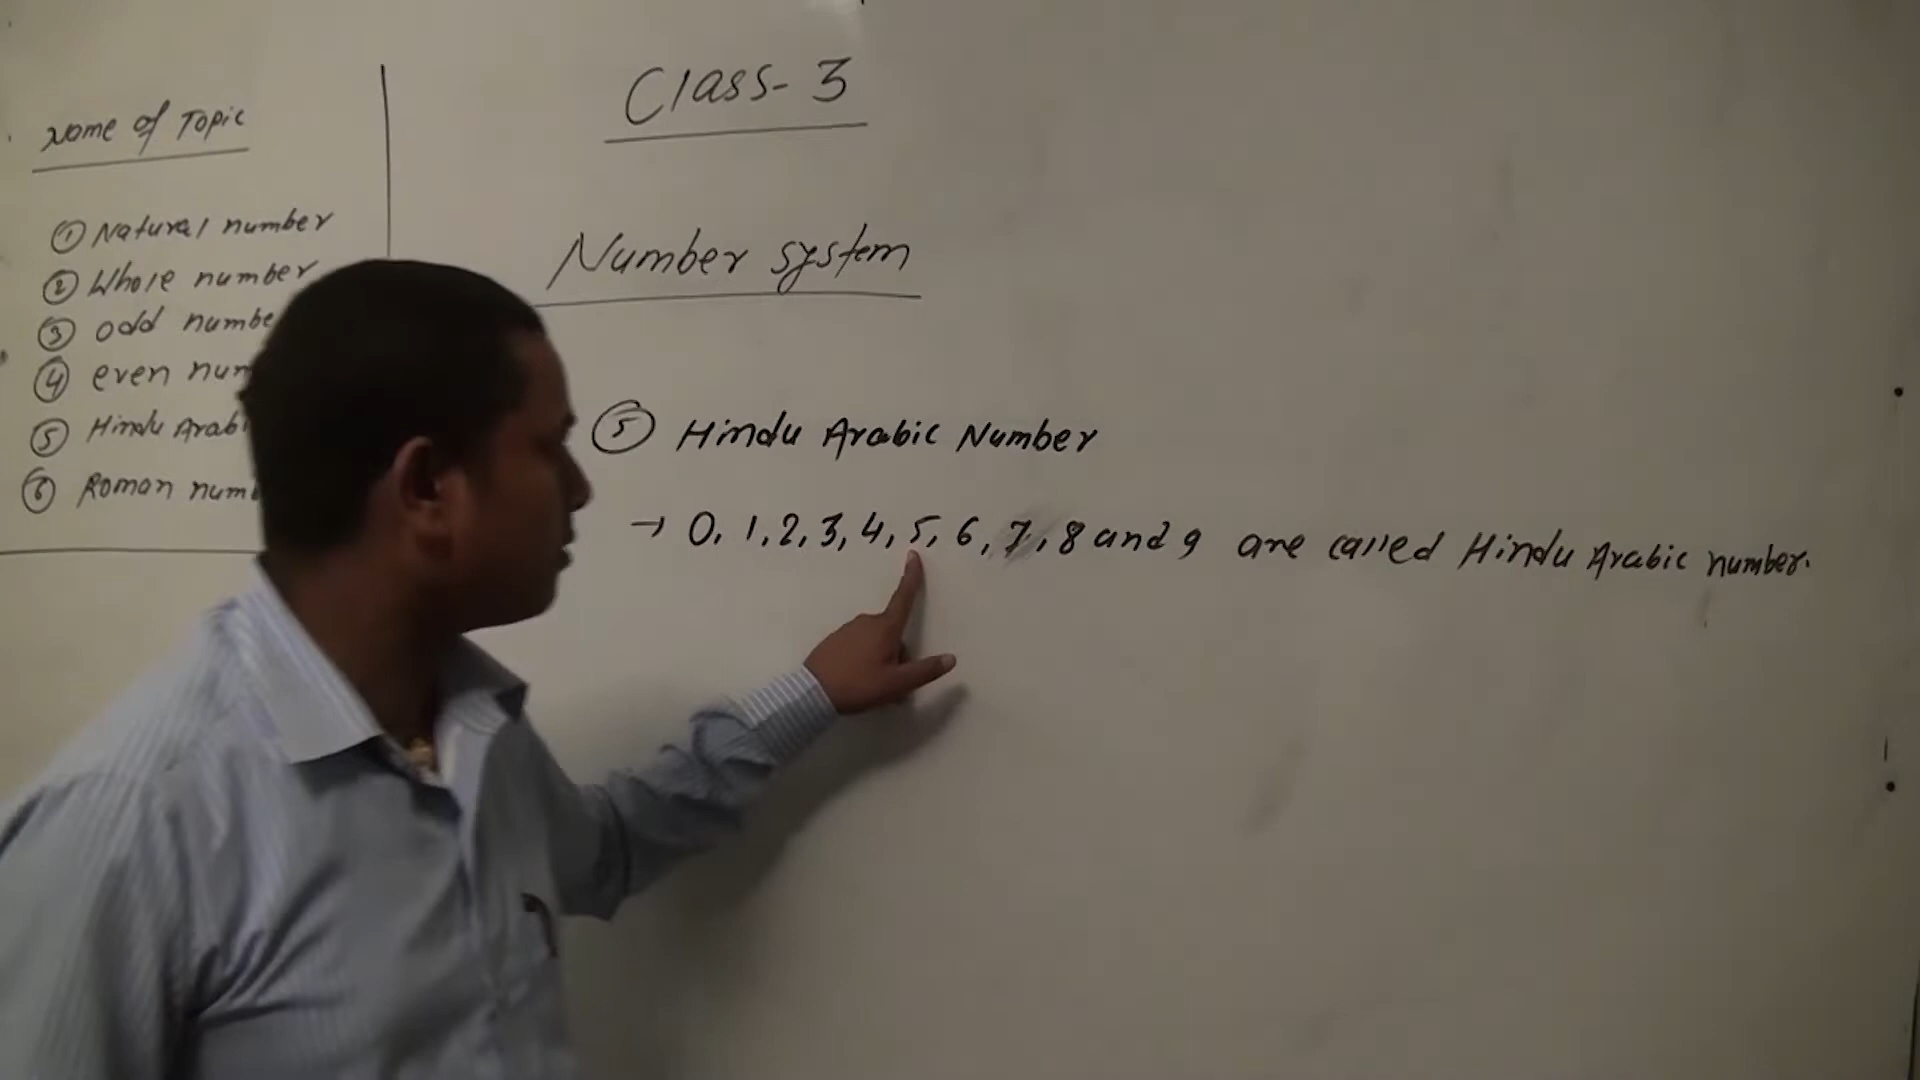 Name of Topic
① Natural number
② Whole number
③ odd numbe
④ even num
⑤ Hindu Arabi
⑥ Roman numb
Class- 3
Number system
⑤ Hindu Arabic Number
→ 0, 1, 2, 3, 4, 5, 6, 7, 8 and 9 are called Hindu Arabic number.